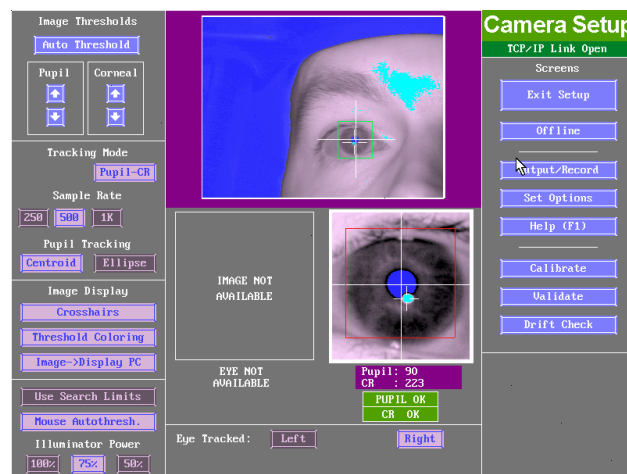 Image Thresholds
Auto Threshold
Pupil Corneal
Tracking Mode
Pupil-CR
Sample Rate
250 500 1K
Pupil Tracking
Centroid Ellipse
Image Display
Crosshairs
Threshold Coloring
Image->Display PC
Use Search Limits
Mouse Autothresh.
Illuminator Power
100% 75% 50%
IMAGE NOT
AVAILABLE
EYE NOT
AVAILABLE
Pupil: 90
CR : 223
PUPIL OK
CR OK
Eye Tracked: Left Right
Camera Setup
TCP/IP Link Open
Screens
Exit Setup
Offline
Output/Record
Set Options
Help (F1)
Calibrate
Validate
Drift Check